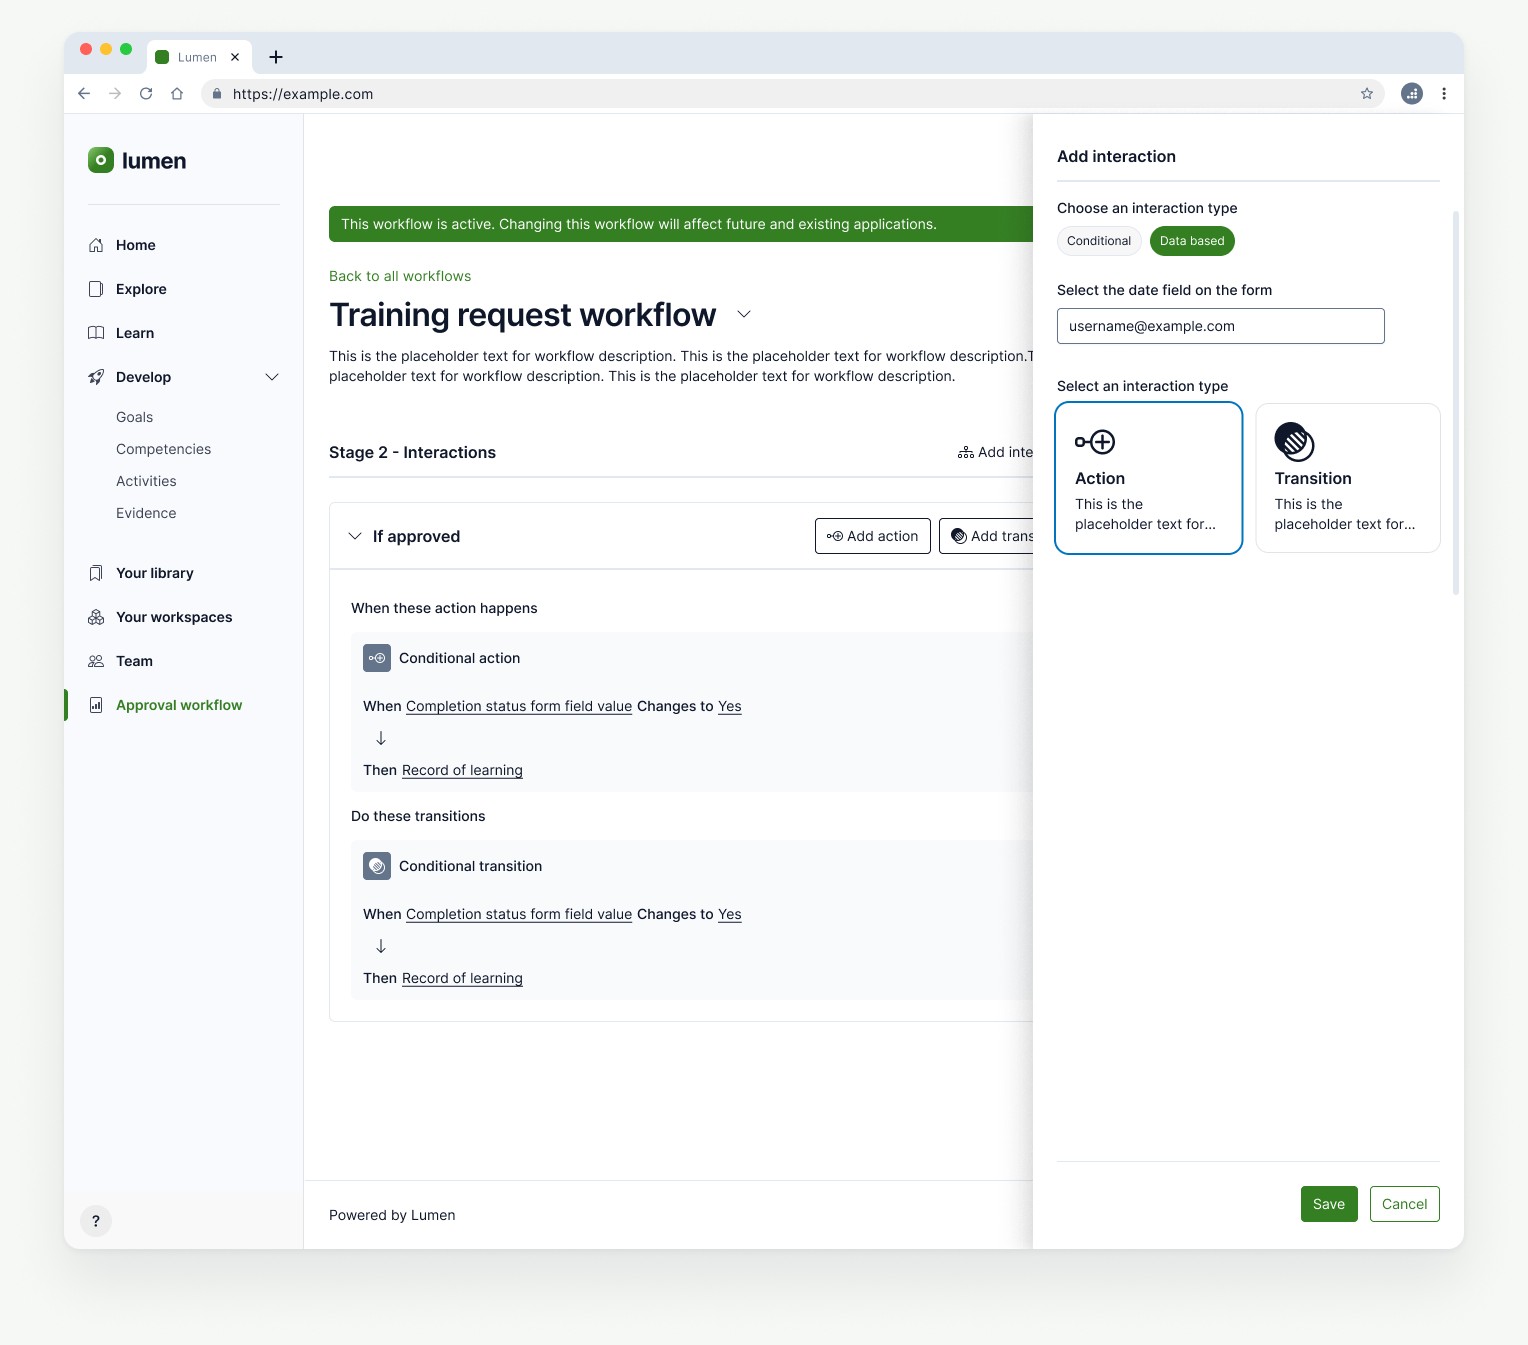 Lumen
https://example.com
lumen
Home
Explore
Learn
Develop
Goals
Competencies
Activities
Evidence
Your library
Your workspaces
Team
Approval workflow
?
This workflow is active. Changing this workflow will affect future and existing applications.
Back to all workflows
Training request workflow
This is the placeholder text for workflow description. This is the placeholder text for workflow description.T
placeholder text for workflow description. This is the placeholder text for workflow description.
Stage 2 - Interactions
Add inte
If approved
Add action
Add trans
When these action happens
Conditional action
When Completion status form field value Changes to Yes
Then Record of learning
Do these transitions
Conditional transition
When Completion status form field value Changes to Yes
Then Record of learning
Powered by Lumen
Add interaction
Choose an interaction type
Conditional
Data based
Select the date field on the form
username@example.com
Select an interaction type
Action
This is the
placeholder text for...
Transition
This is the
placeholder text for...
Save
Cancel